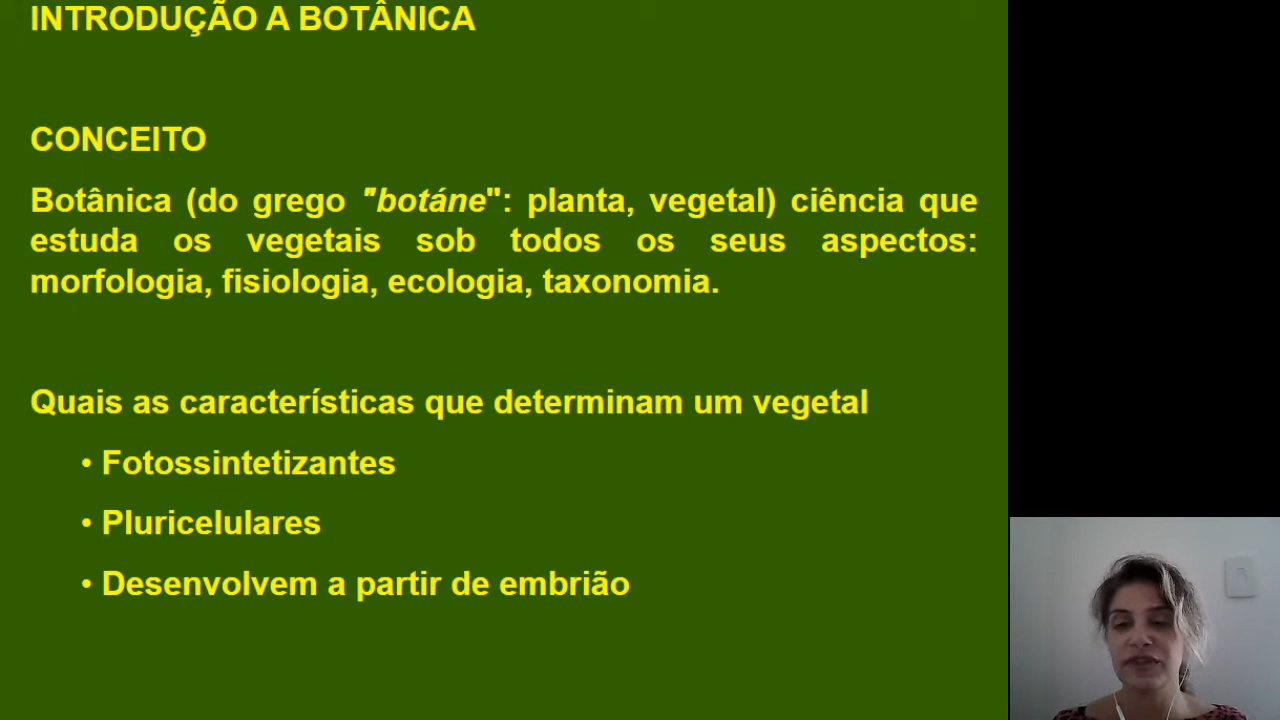 INTRODUÇÃO A BOTÂNICA
CONCEITO
Botânica (do grego "botáne": planta, vegetal) ciência que
estuda os vegetais sob todos os seus aspectos:
morfologia, fisiologia, ecologia, taxonomia.
Quais as características que determinam um vegetal
• Fotossintetizantes
• Pluricelulares
• Desenvolvem a partir de embrião